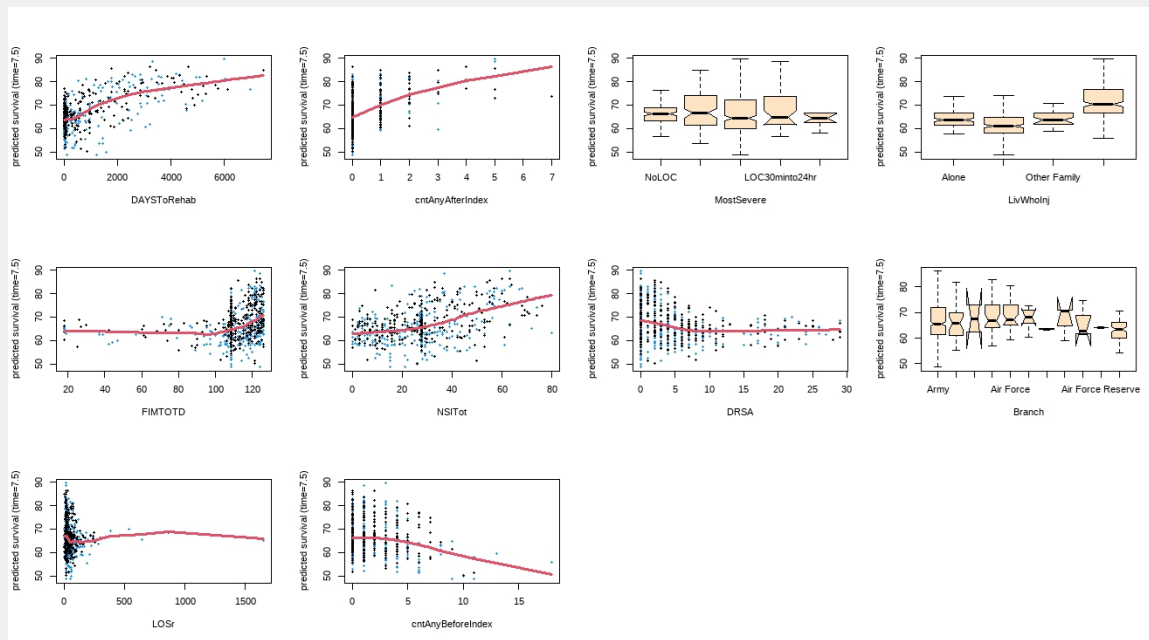 predicted survival (time=7.5)
90
80
70
60
50
0 2000 4000 6000
DAYSToRehab
predicted survival (time=7.5)
90
80
70
60
50
0 1 2 3 4 5 6 7
cntAnyAfterIndex
predicted survival (time=7.5)
90
80
70
60
50
NoLOC LOC30minto24hr
MostSevere
predicted survival (time=7.5)
90
80
70
60
50
Alone Other Family
LivWhoInj
predicted survival (time=7.5)
90
80
70
60
50
20 40 60 80 100 120
FIMTOTD
predicted survival (time=7.5)
90
80
70
60
50
0 20 40 60 80
NSITot
predicted survival (time=7.5)
90
80
70
60
50
0 5 10 15 20 25 30
DRSA
predicted survival (time=7.5)
90
80
70
60
50
Army Air Force Air Force Reserve
Branch
predicted survival (time=7.5)
90
80
70
60
50
0 500 1000 1500
LOSr
predicted survival (time=7.5)
90
80
70
60
50
0 5 10 15
cntAnyBeforeIndex